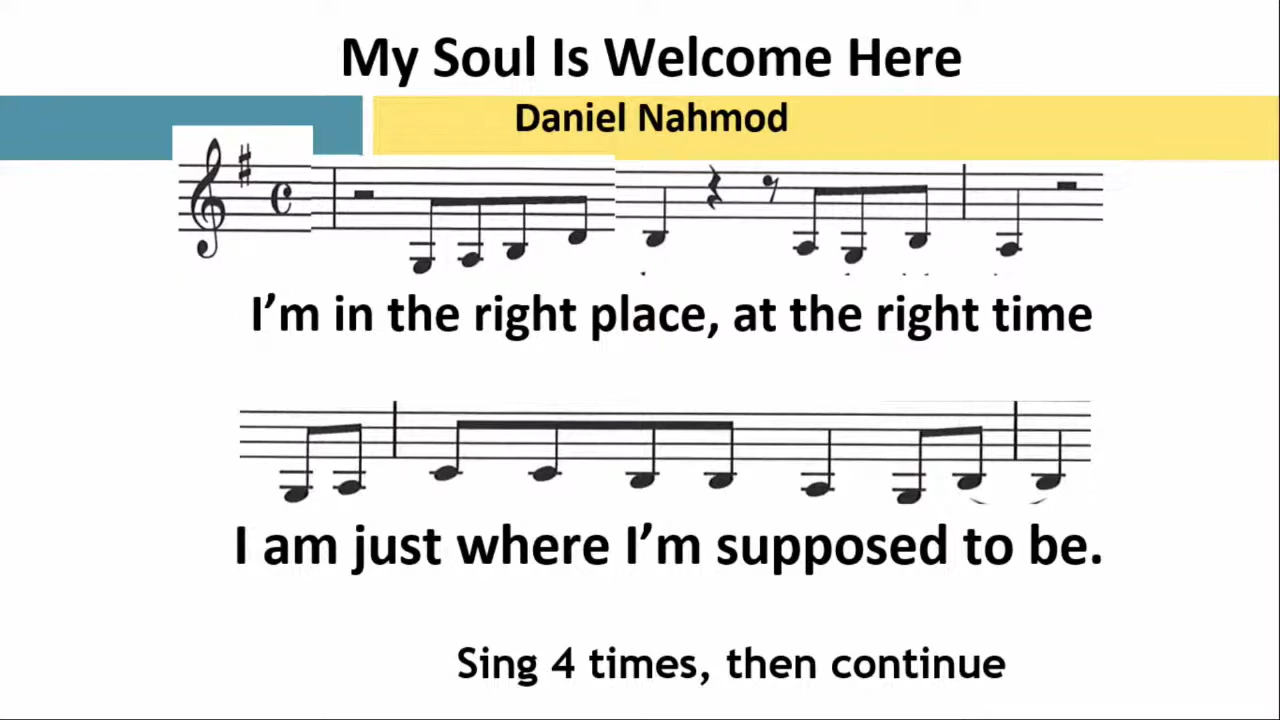 My Soul Is Welcome Here
Daniel Nahmod
I’m in the right place, at the right time
I am just where I’m supposed to be.
Sing 4 times, then continue